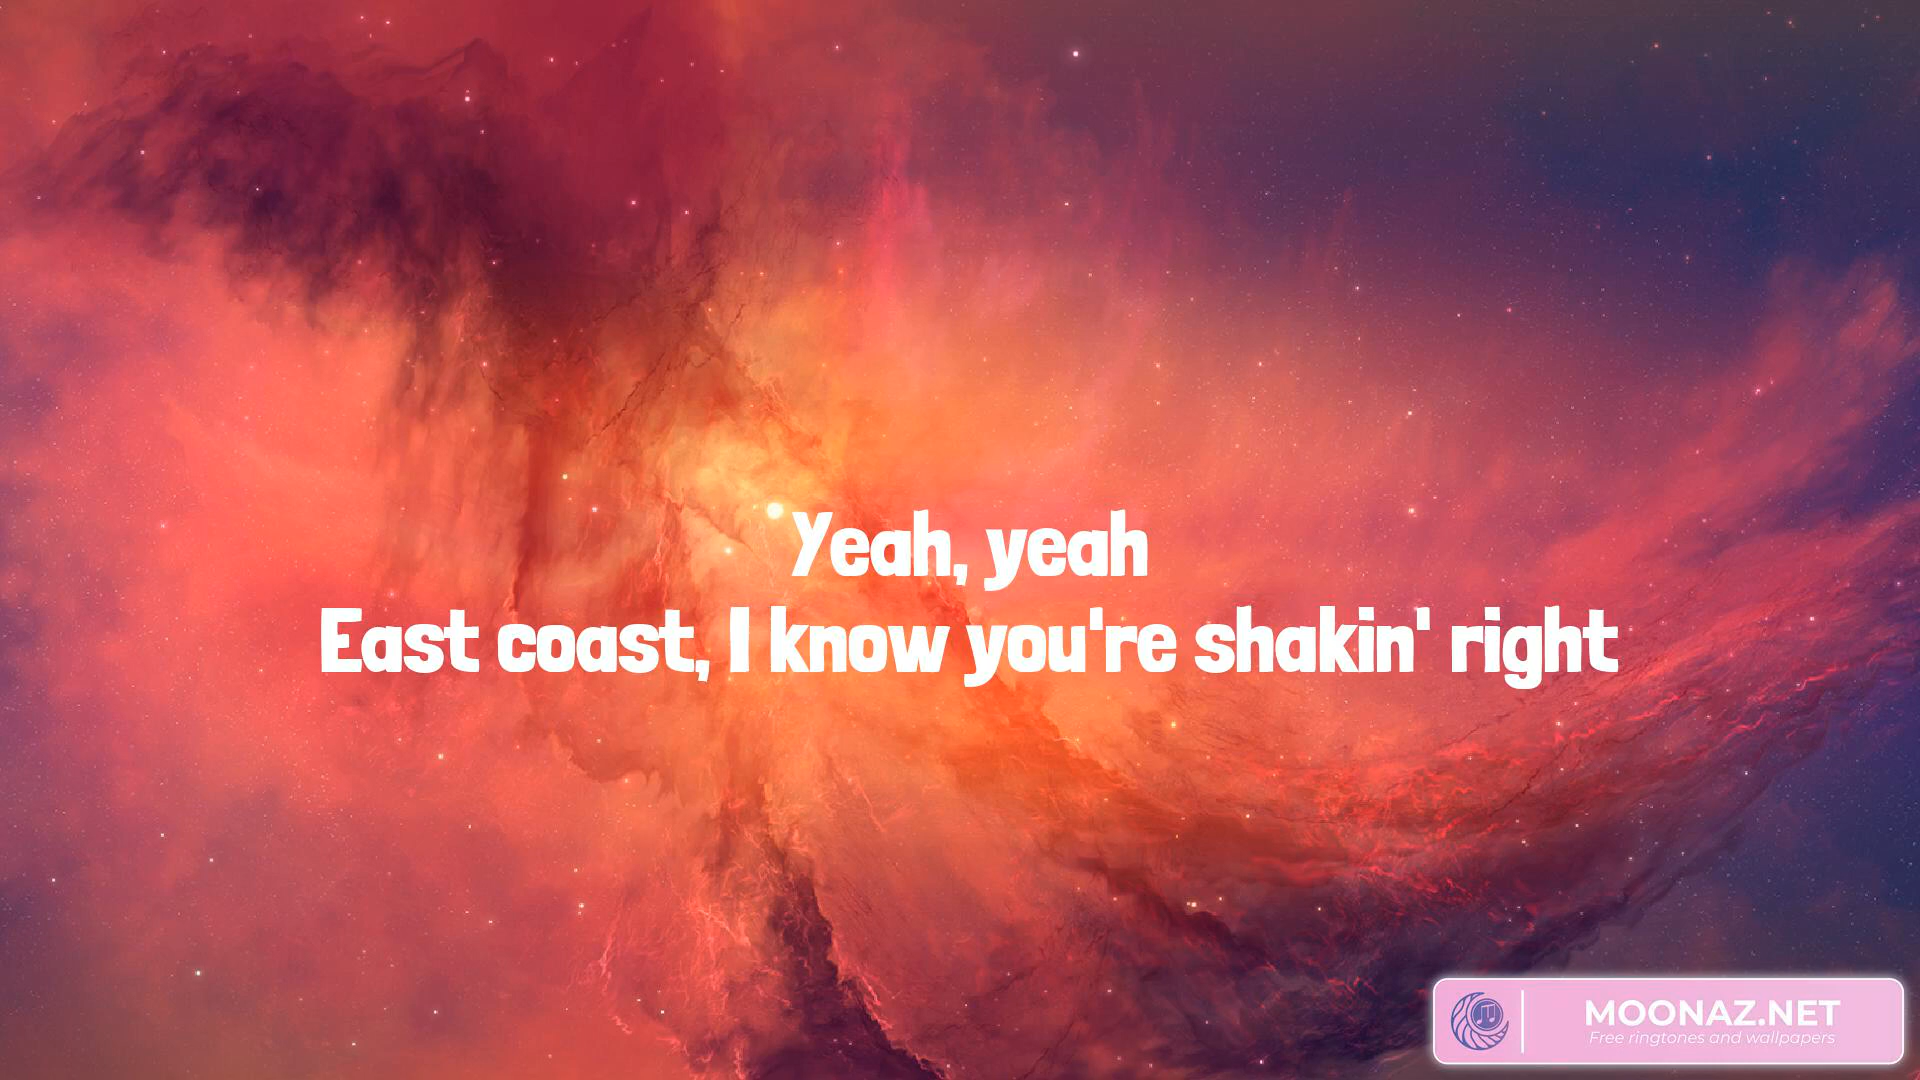 Yeah, yeah
East coast, I know you're shakin' right
MOONAZ.NET
Free ringtones and wallpapers